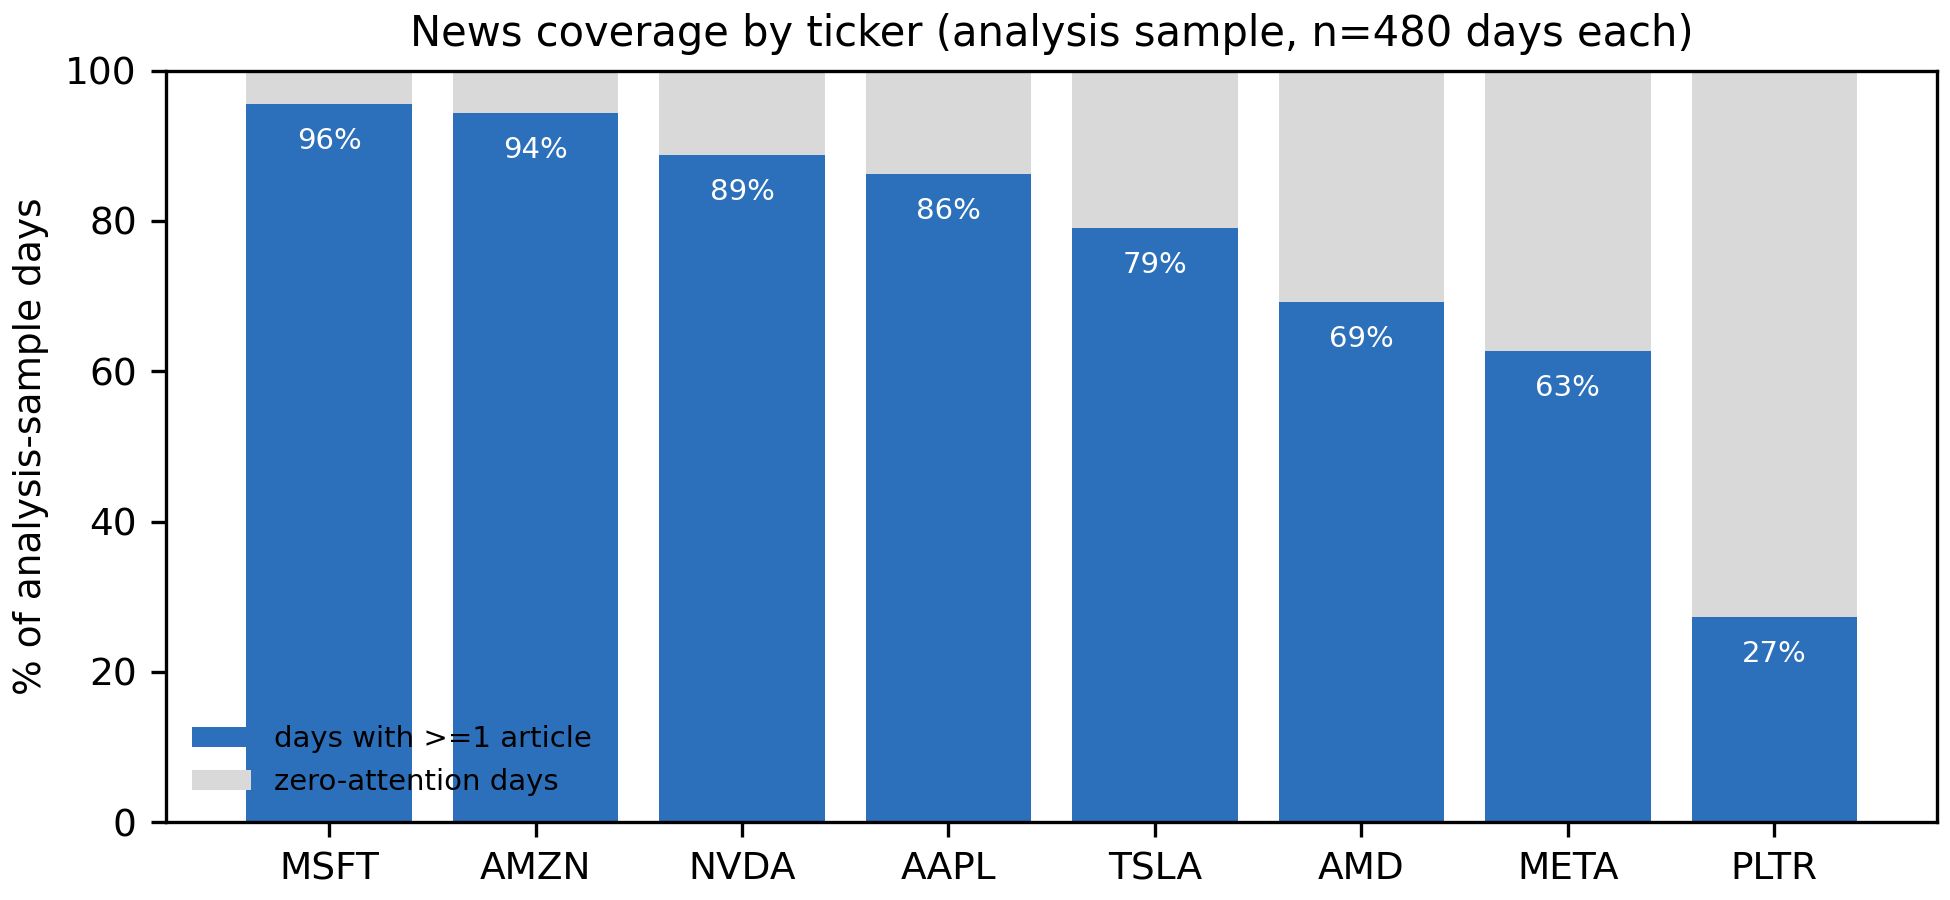 News coverage by ticker (analysis sample, n=480 days each)
% of analysis-sample days
100
80
60
40
20
0
96%
94%
89%
86%
79%
69%
63%
27%
days with >=1 article
zero-attention days
MSFT
AMZN
NVDA
AAPL
TSLA
AMD
META
PLTR